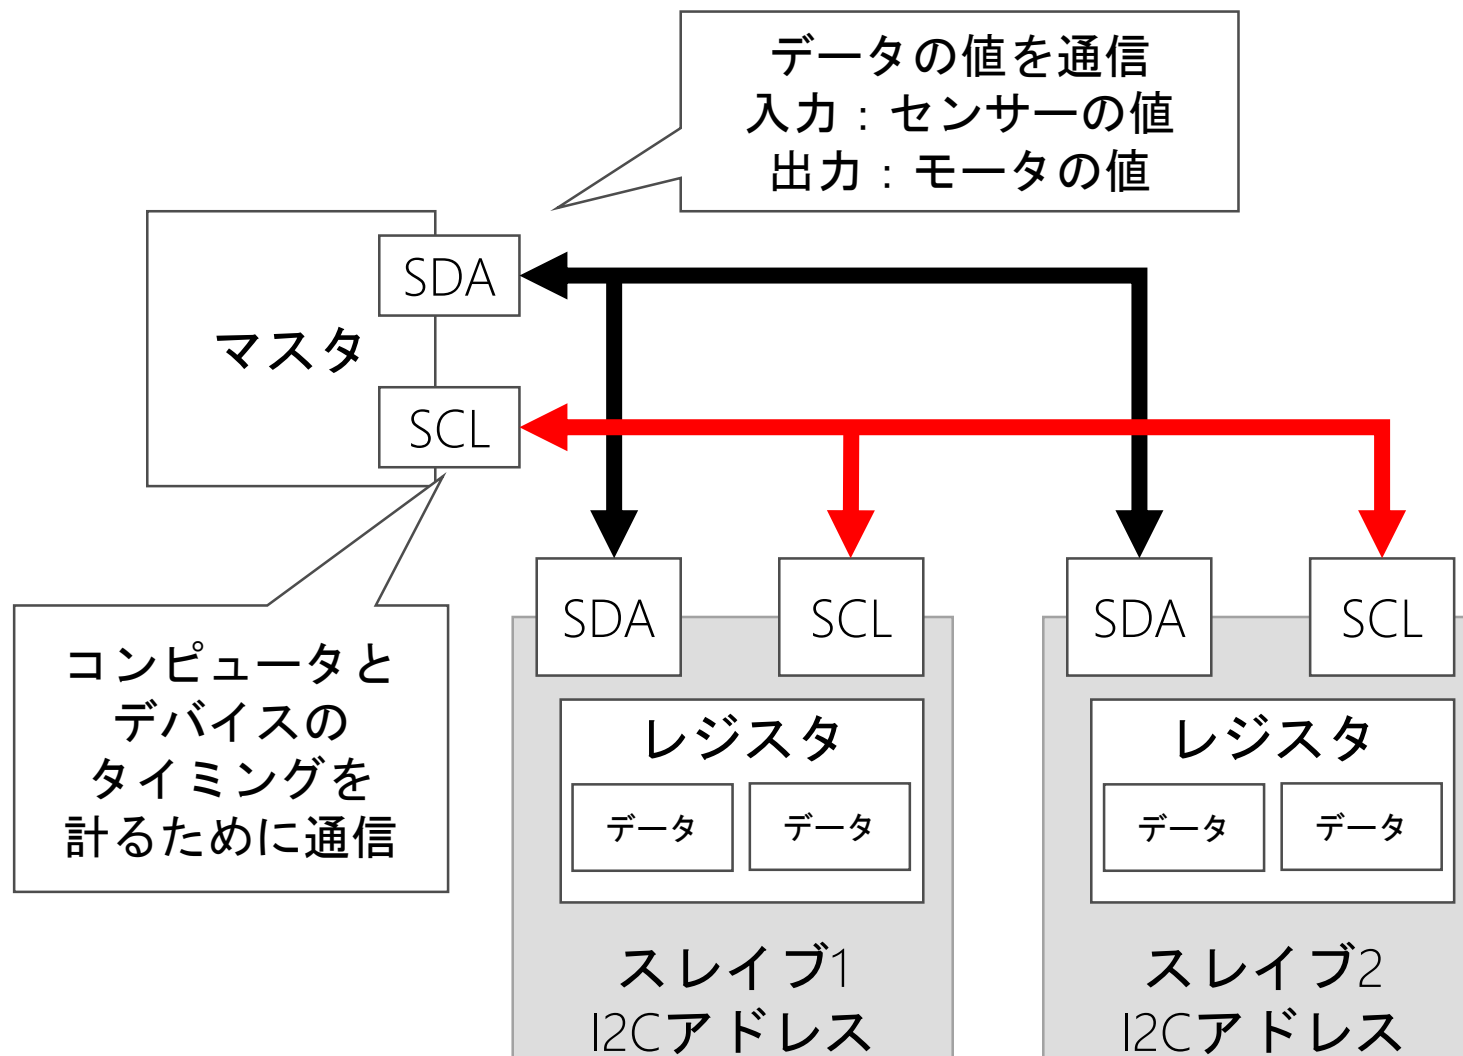 データの値を通信
入力：センサーの値
出力：モータの値
SDA
マスタ
SCL
コンピュータと
デバイスの
タイミングを
計るために通信
SDA
SCL
SDA
SCL
レジスタ
データ
データ
レジスタ
データ
データ
スレイブ1
I2Cアドレス
スレイブ2
I2Cアドレス